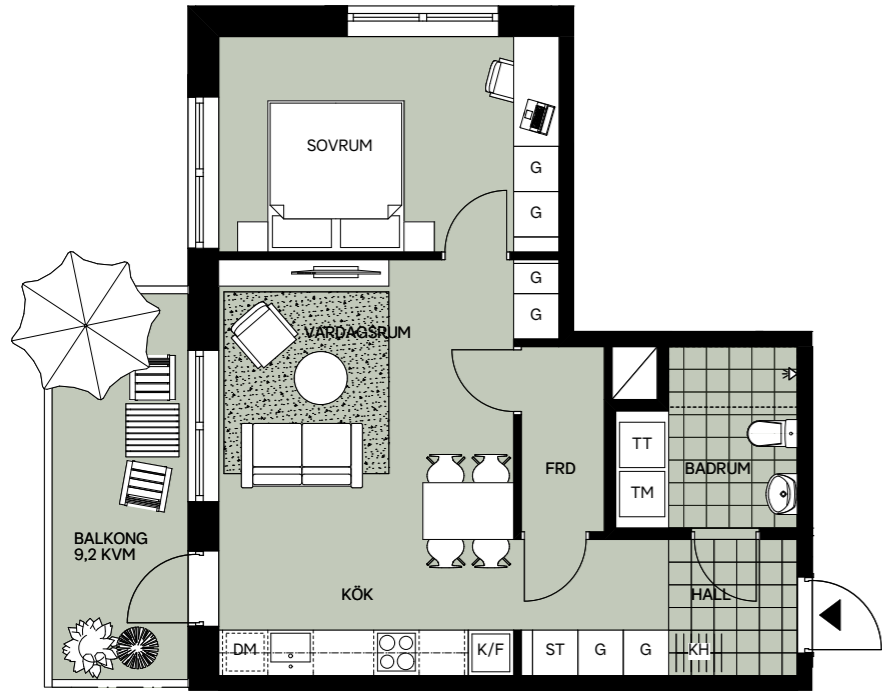 SOVRUM
G
G
G
G
VARDAGSRUM
TT
FRD
BADRUM
TM
BALKONG
9,2 KVM
KÖK
HALL
DM
K/F
ST
G
G
KH